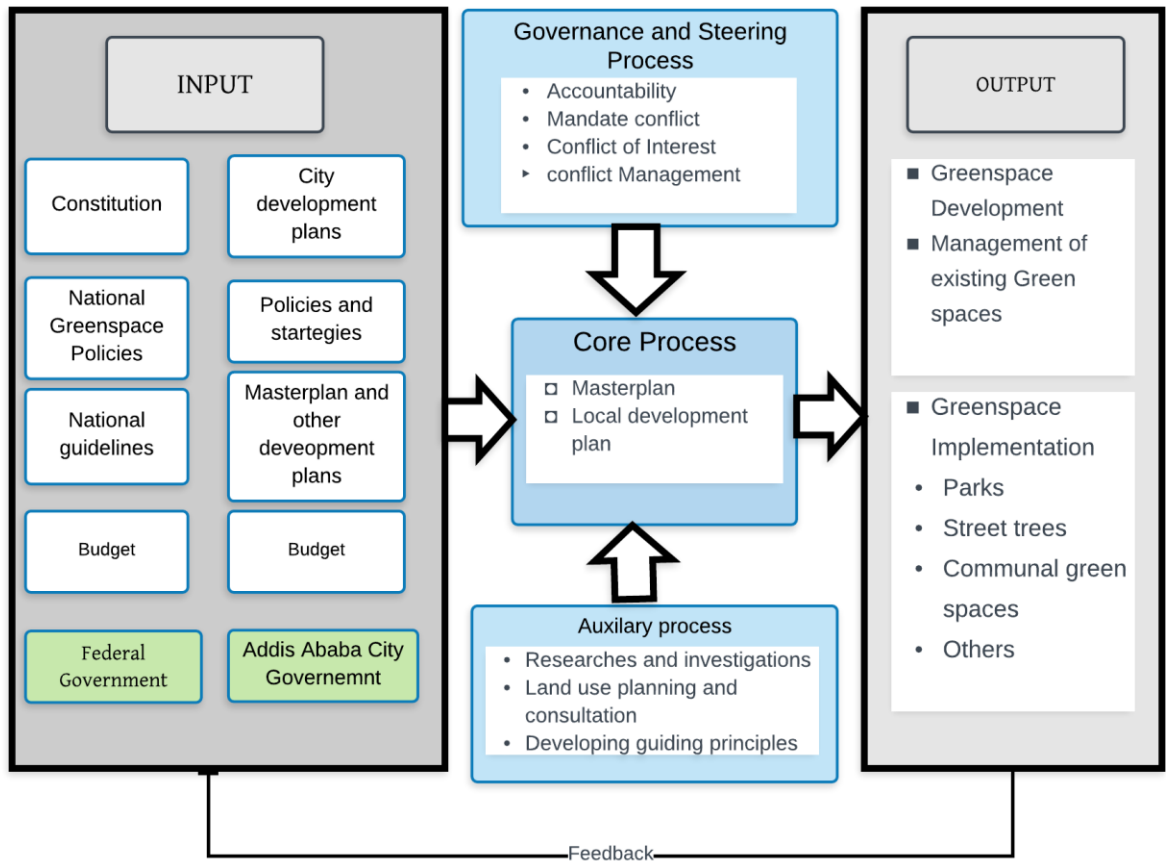 INPUT
Constitution
National
Greenspace
Policies
National
guidelines
Budget
Federal
Government
City
development
plans
Policies and
startegies
Masterplan and
other
deveopment
plans
Budget
Addis Ababa City
Governemnt
Governance and Steering
Process
• Accountability
• Mandate conflict
• Conflict of Interest
‣ conflict Management
Core Process
◘ Masterplan
◘ Local development
plan
Auxilary process
• Researches and investigations
• Land use planning and
consultation
• Developing guiding principles
OUTPUT
■ Greenspace
Development
■ Management of
existing Green
spaces
■ Greenspace
Implementation
• Parks
• Street trees
• Communal green
spaces
• Others
Feedback